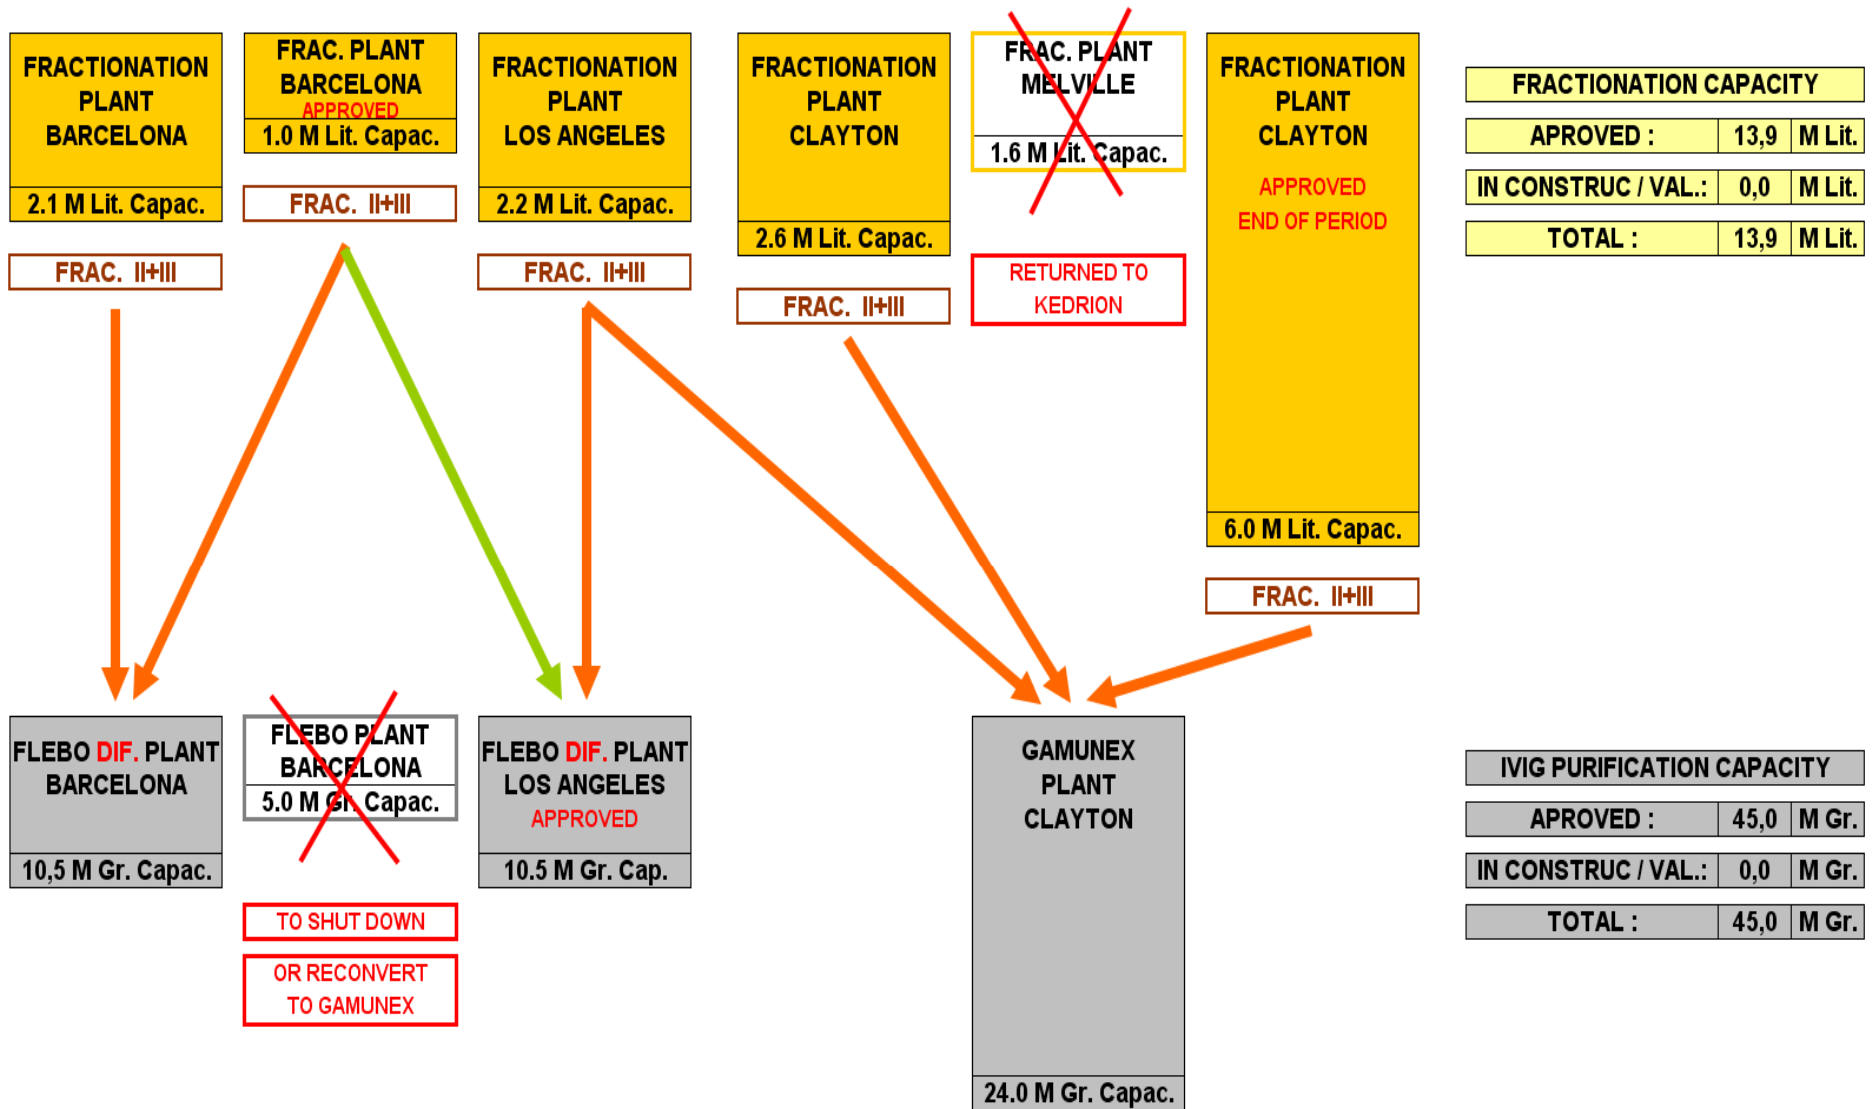 FRACTIONATION
PLANT
BARCELONA
2.1 M Lit. Capac.
FRAC. II+III
FRAC. PLANT
BARCELONA
APPROVED
1.0 M Lit. Capac.
FRAC. II+III
FRACTIONATION
PLANT
LOS ANGELES
2.2 M Lit. Capac.
FRAC. II+III
FRACTIONATION
PLANT
CLAYTON
2.6 M Lit. Capac.
FRAC. II+III
FRAC. PLANT
MELVILLE
1.6 M Lit. Capac.
RETURNED TO
KEDRION
FRACTIONATION
PLANT
CLAYTON
APPROVED
END OF PERIOD
6.0 M Lit. Capac.
FRAC. II+III
FRACTIONATION CAPACITY
APROVED : 13,9 M Lit.
IN CONSTRUC / VAL.: 0,0 M Lit.
TOTAL : 13,9 M Lit.
FLEBO DIF. PLANT
BARCELONA
10,5 M Gr. Capac.
FLEBO PLANT
BARCELONA
5.0 M Gr. Capac.
TO SHUT DOWN
OR RECONVERT
TO GAMUNEX
FLEBO DIF. PLANT
LOS ANGELES
APPROVED
10.5 M Gr. Cap.
GAMUNEX
PLANT
CLAYTON
24.0 M Gr. Capac.
IVIG PURIFICATION CAPACITY
APROVED : 45,0 M Gr.
IN CONSTRUC / VAL.: 0,0 M Gr.
TOTAL : 45,0 M Gr.